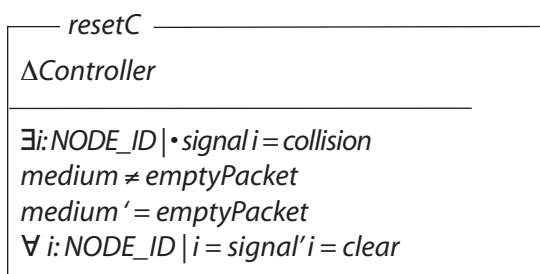 resetC
ΔController
∃i: NODE_ID | • signal i = collision
medium ≠ emptyPacket
medium ‘ = emptyPacket
∀ i: NODE_ID | i = signal’ i = clear